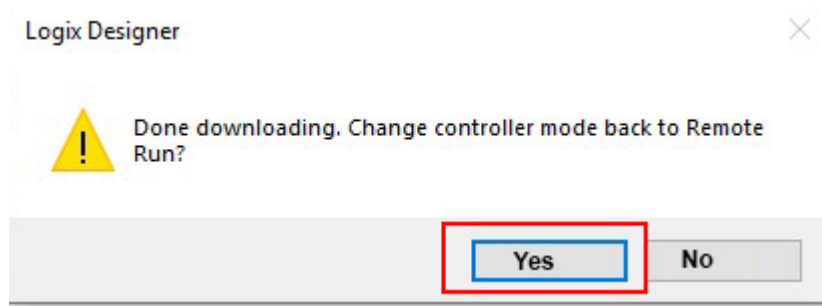 Logix Designer
Done downloading. Change controller mode back to Remote
Run?
Yes
No